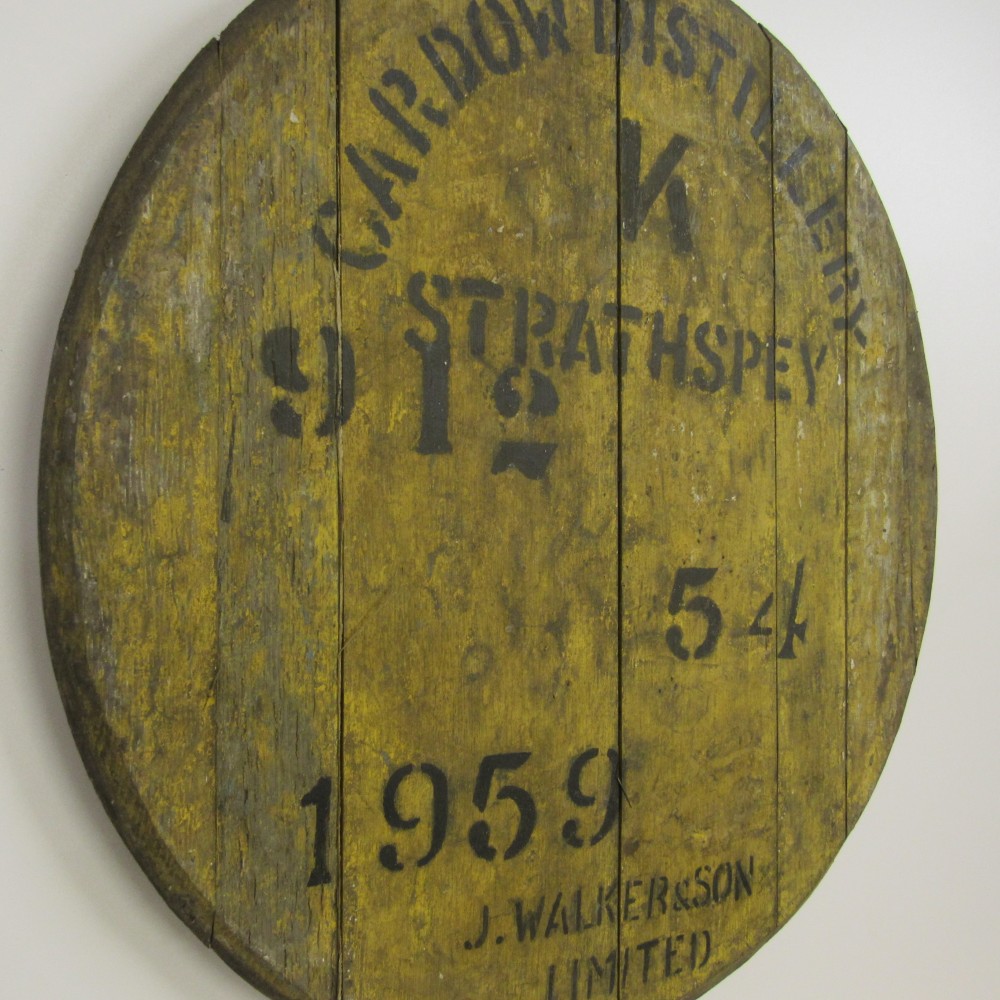 CARDOW DISTILLERY
K
STRATHSPEY
912
54
1959
J. WALKER & SON
LIMITED